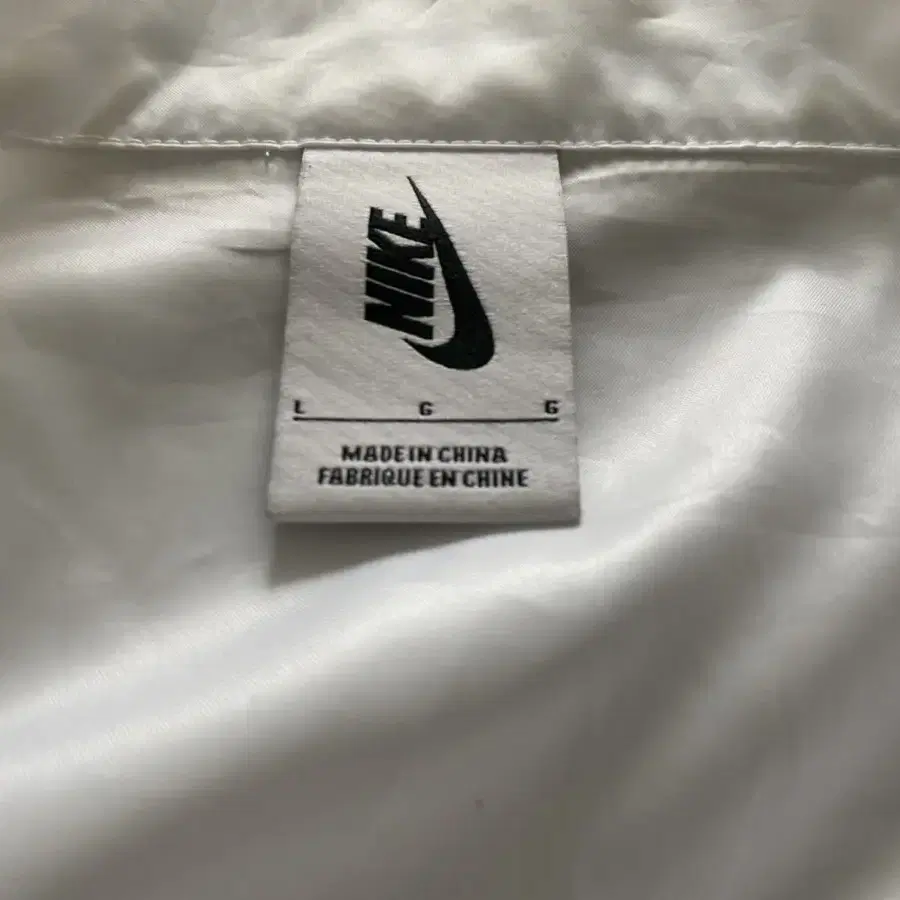 NIKE
L G G
MADE IN CHINA
FABRIQUE EN CHINE